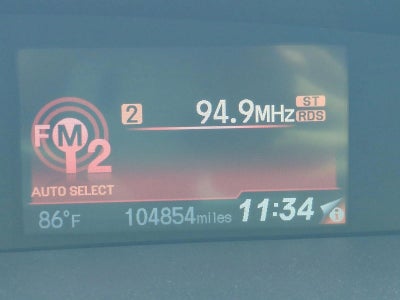 2 94.9MHz ST RDS
FM2
AUTO SELECT
86°F 104854miles 11:34 i